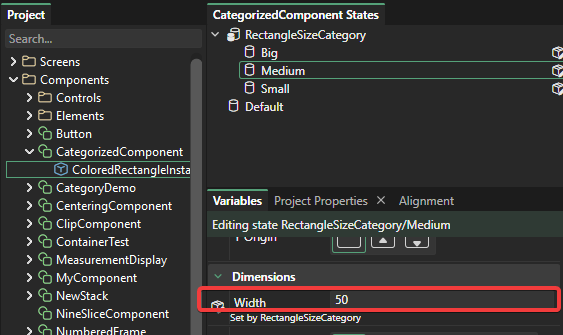 Project
Search...
Screens
Components
Controls
Elements
Button
CategorizedComponent
ColoredRectangleInsta
CategoryDemo
CenteringComponent
ClipComponent
ContainerTest
MeasurementDisplay
MyComponent
NewStack
NineSliceComponent
NumberedFrame
CategorizedComponent States
RectangleSizeCategory
Big
Medium
Small
Default
Variables Project Properties Alignment
Editing state RectangleSizeCategory/Medium
Y Origin
Dimensions
Width 50
Set by RectangleSizeCategory